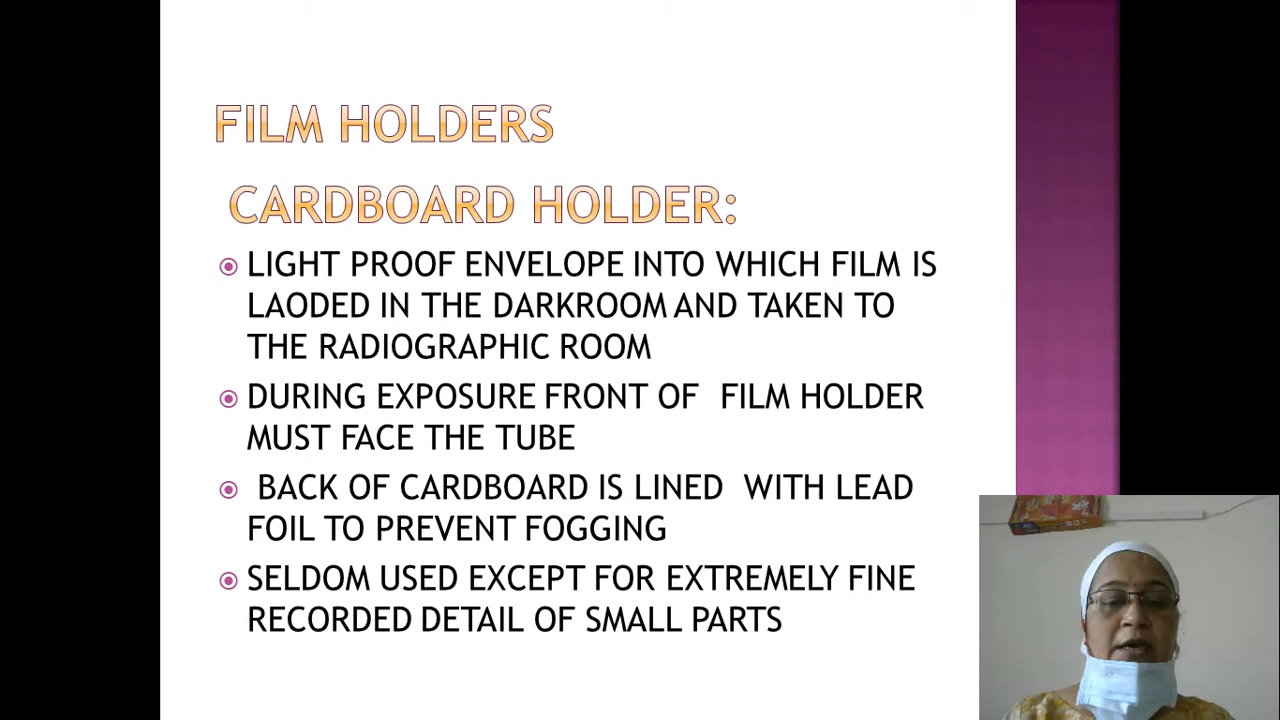 FILM HOLDERS
CARDBOARD HOLDER:
LIGHT PROOF ENVELOPE INTO WHICH FILM IS
LAODED IN THE DARKROOM AND TAKEN TO
THE RADIOGRAPHIC ROOM
DURING EXPOSURE FRONT OF FILM HOLDER
MUST FACE THE TUBE
BACK OF CARDBOARD IS LINED WITH LEAD
FOIL TO PREVENT FOGGING
SELDOM USED EXCEPT FOR EXTREMELY FINE
RECORDED DETAIL OF SMALL PARTS